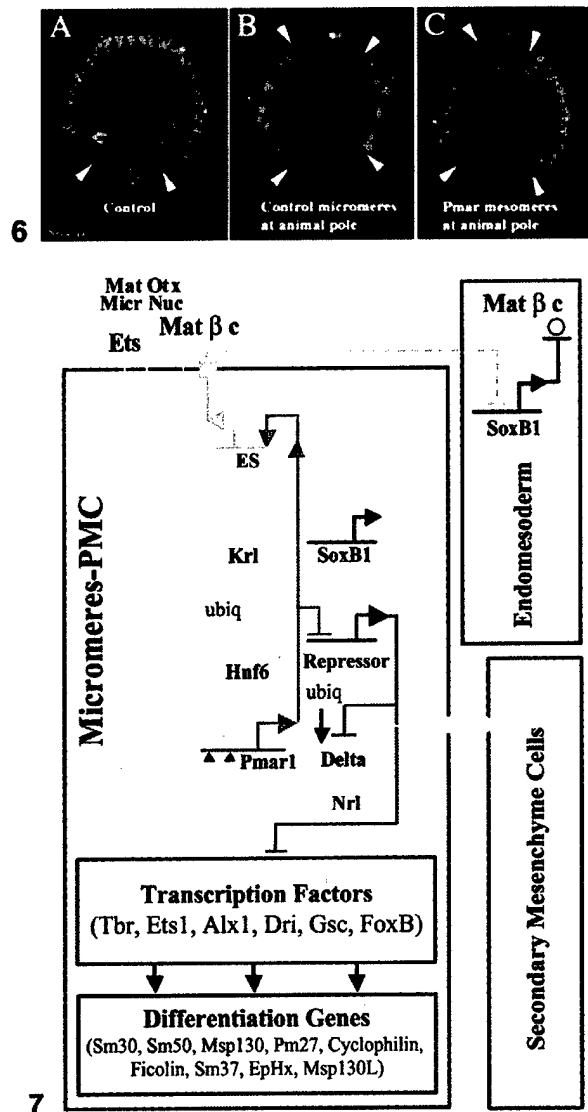 A
B
C
Control
Control micromeres
at animal pole
Pmar mesomeres
at animal pole
6
Mat Otx
Micr Nuc
Mat β c
Ets
Mat β c
SoxB1
Endomesoderm
ES
Micromeres-PMC
Krl
SoxB1
ubiq
Repressor
Hnf6
ubiq
Pmar1
Delta
Nrl
Secondary Mesenchyme Cells
Transcription Factors
(Tbr, Ets1, Alx1, Dri, Gsc, FoxB)
Differentiation Genes
(Sm30, Sm50, Msp130, Pm27, Cyclophilin,
Ficolin, Sm37, EpHx, Msp130L)
7